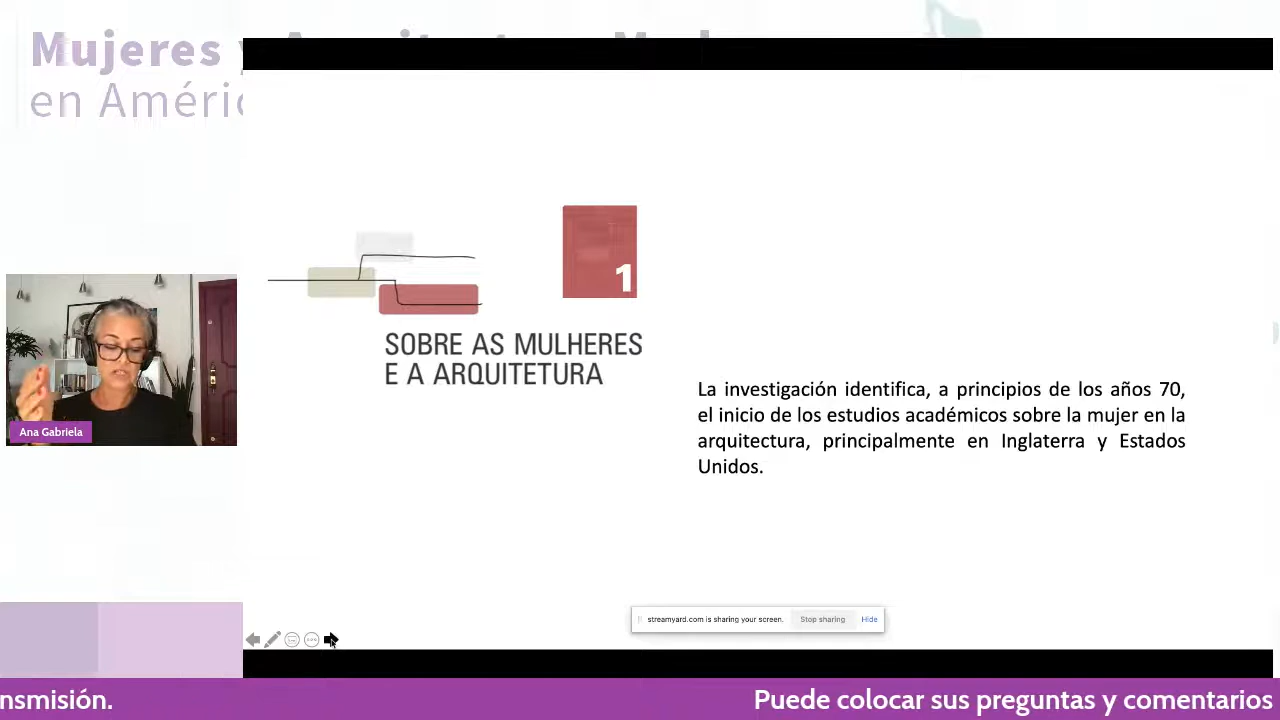 Mujeres y
en Améric
1
SOBRE AS MULHERES
E A ARQUITETURA
La investigación identifica, a principios de los años 70,
el inicio de los estudios académicos sobre la mujer en la
arquitectura, principalmente en Inglaterra y Estados
Unidos.
Ana Gabriela
streamyard.com is sharing your screen. Stop sharing Hide
nsmisión. Puede colocar sus preguntas y comentarios